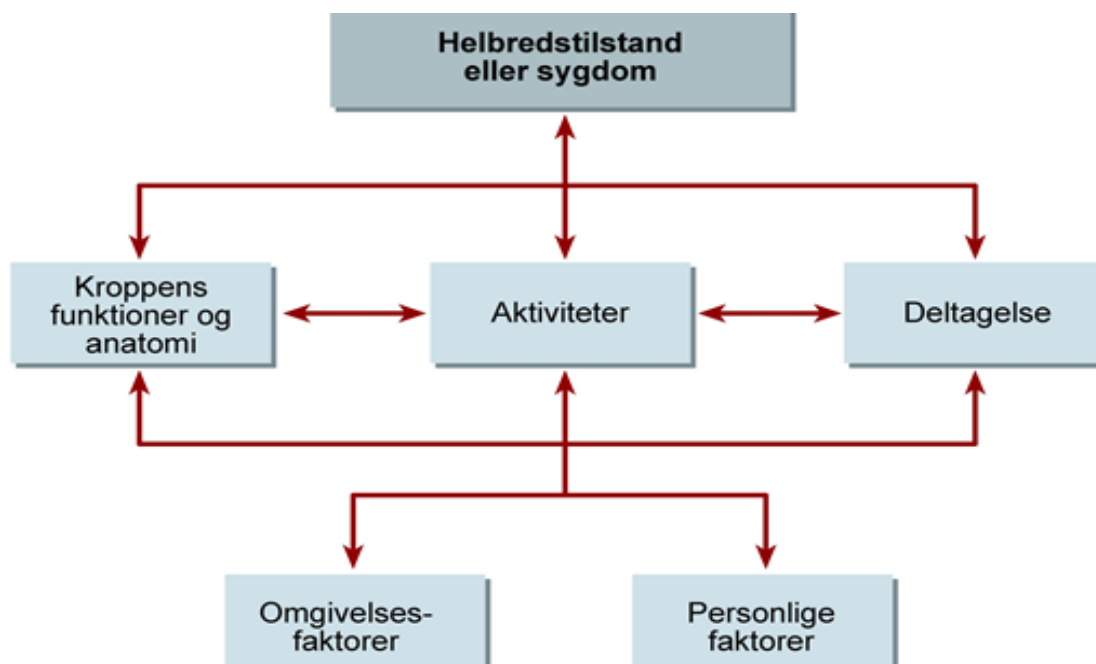 Helbredstilstand
eller sygdom
Kroppens
funktioner og
anatomi
Aktiviteter
Deltagelse
Omgivelses-
faktorer
Personlige
faktorer